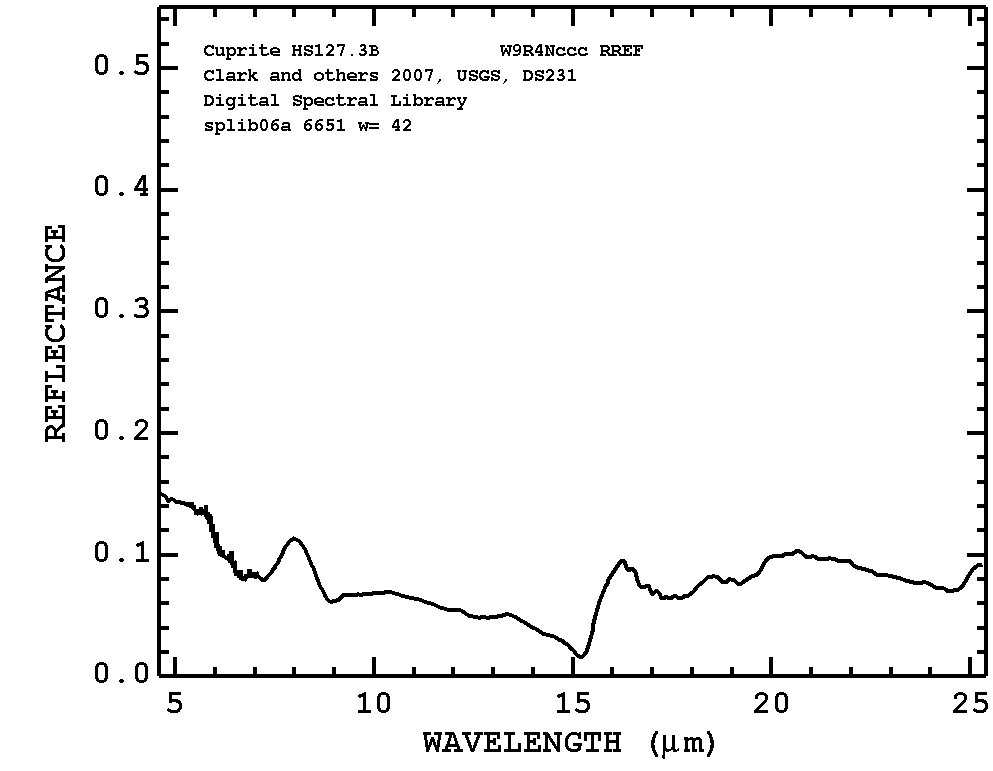 Cuprite HS127.3B W9R4Nccc RREF
Clark and others 2007, USGS, DS231
Digital Spectral Library
splib06a 6651 w= 42
0.5
0.4
0.3
0.2
0.1
0.0
REFLECTANCE
5 10 15 20 25
WAVELENGTH (μm)